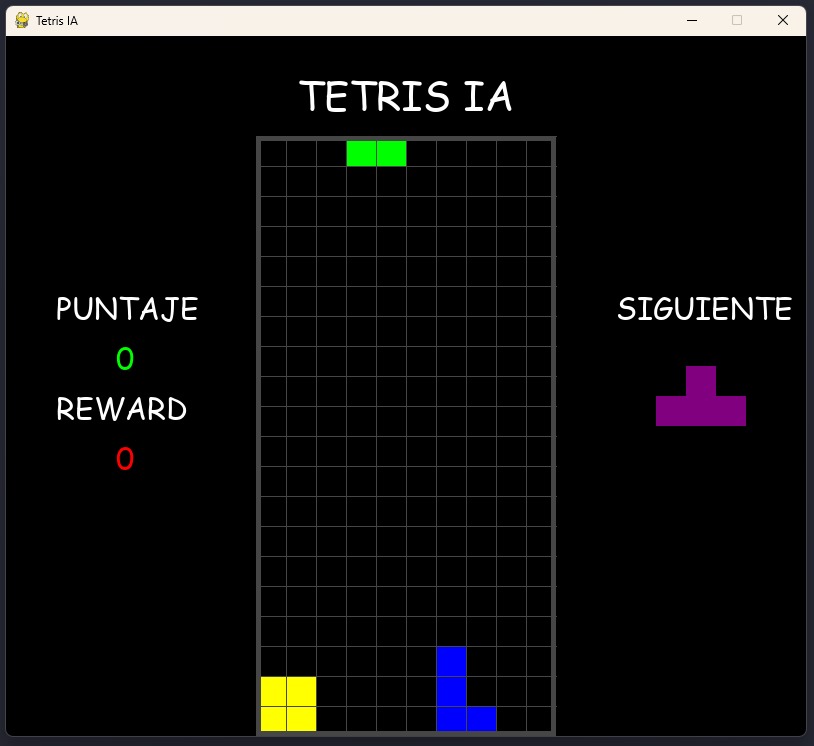 Tetris IA
TETRIS IA
PUNTAJE
0
REWARD
0
SIGUIENTE